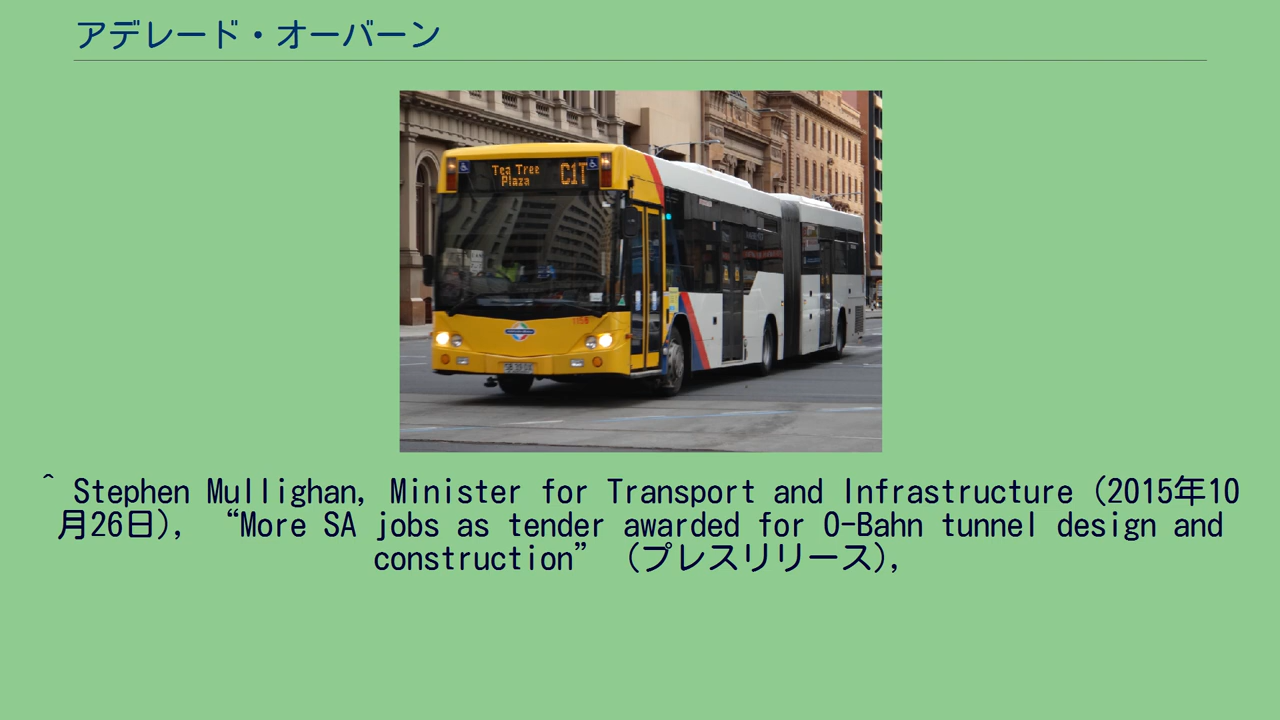 アデレード・オーバーン
Tea Tree
Plaza
C1T
^ Stephen Mullighan, Minister for Transport and Infrastructure (2015年10
月26日), “More SA jobs as tender awarded for O-Bahn tunnel design and
construction” (プレスリリース),